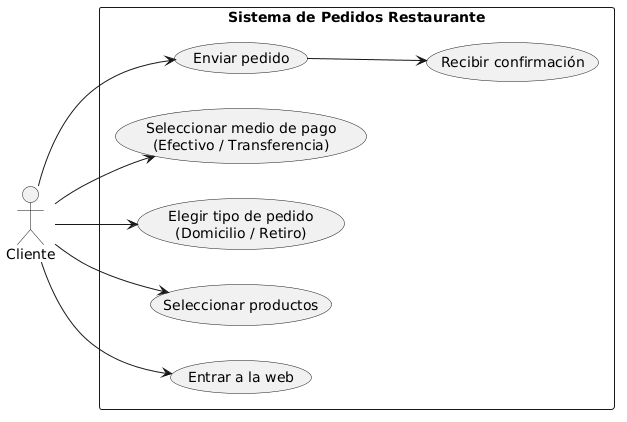 Sistema de Pedidos Restaurante
Enviar pedido
Recibir confirmación
Seleccionar medio de pago
(Efectivo / Transferencia)
Elegir tipo de pedido
(Domicilio / Retiro)
Cliente
Seleccionar productos
Entrar a la web